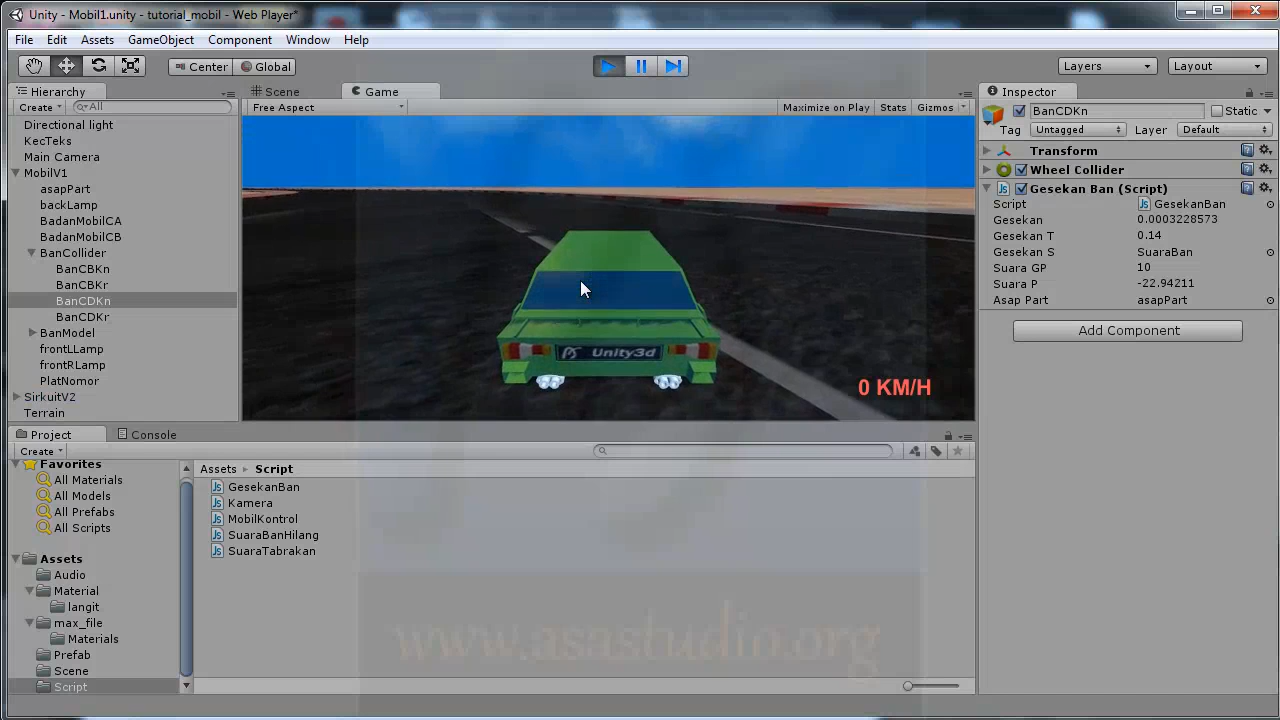 Unity - Mobil1.unity - tutorial_mobil - Web Player*
File Edit Assets GameObject Component Window Help
Center Global Layers Layout
Hierarchy
Create All
Directional light
KecTeks
Main Camera
MobilV1
asapPart
backLamp
BadanMobilCA
BadanMobilCB
BanCollider
BanCBKn
BanCBKr
BanCDKn
BanCDKr
BanModel
frontLLamp
frontRLamp
PlatNomor
SirkuitV2
Terrain
Scene Game
Free Aspect Maximize on Play Stats Gizmos
Unity3d
0 KM/H
Inspector
BanCDKn Static
Tag Untagged Layer Default
Transform
Wheel Collider
Gesekan Ban (Script)
Script GesekanBan
Gesekan 0.0003228573
Gesekan T 0.14
Gesekan S SuaraBan
Suara GP 10
Suara P -22.94211
Asap Part asapPart
Add Component
Project Console
Create
Favorites
All Materials
All Models
All Prefabs
All Scripts
Assets
Audio
Material
langit
max_file
Materials
Prefab
Scene
Script
Assets Script
GesekanBan
Kamera
MobilKontrol
SuaraBanHilang
SuaraTabrakan
www.asastudio.org